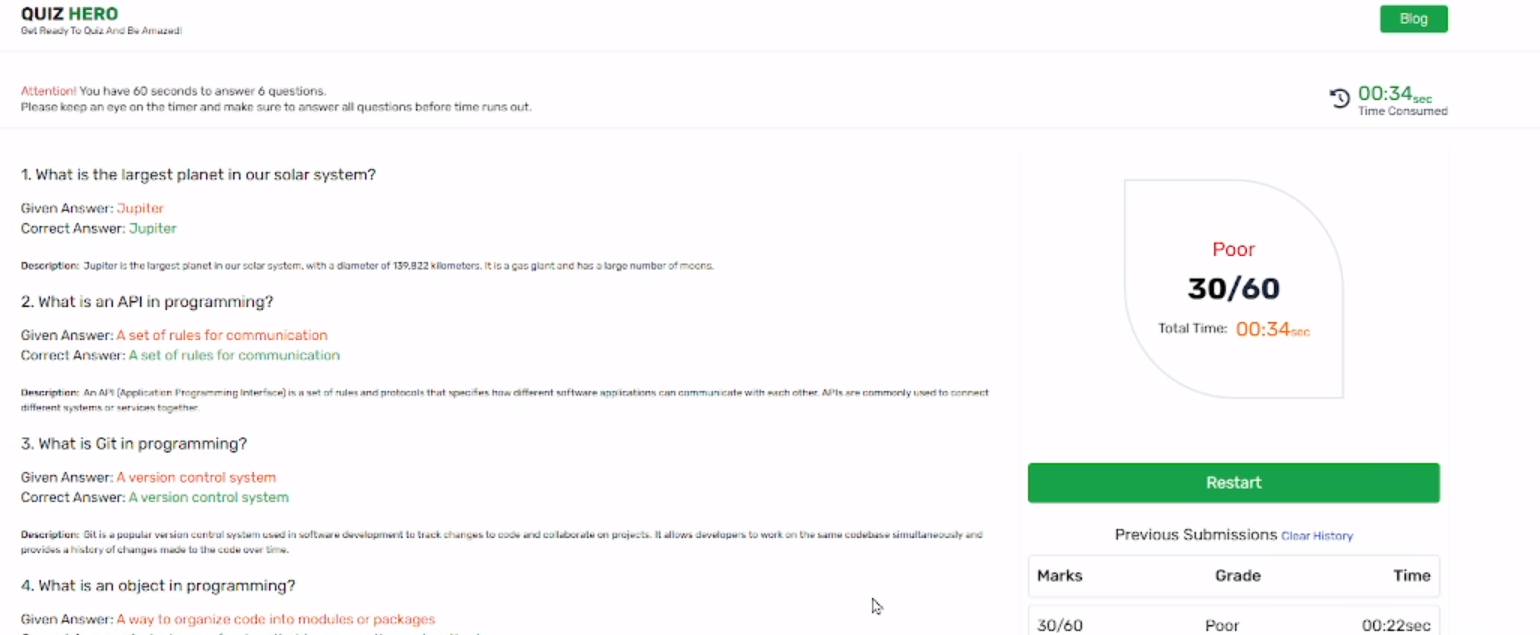 QUIZ HERO
Get Ready To Quiz And Be Amazed!
Blog
Attention! You have 60 seconds to answer 6 questions.
Please keep an eye on the timer and make sure to answer all questions before time runs out.
00:34sec
Time Consumed
1. What is the largest planet in our solar system?
Given Answer: Jupiter
Correct Answer: Jupiter
Description: Jupiter is the largest planet in our solar system, with a diameter of 139,822 kilometers. It is a gas giant and has a large number of moons.
2. What is an API in programming?
Given Answer: A set of rules for communication
Correct Answer: A set of rules for communication
Description: An API (Application Programming Interface) is a set of rules and protocols that specifies how different software applications can communicate with each other. APIs are commonly used to connect
different systems or services together.
3. What is Git in programming?
Given Answer: A version control system
Correct Answer: A version control system
Description: Git is a popular version control system used in software development to track changes to code and collaborate on projects. It allows developers to work on the same codebase simultaneously and
provides a history of changes made to the code over time.
4. What is an object in programming?
Given Answer: A way to organize code into modules or packages
Poor
30/60
Total Time: 00:34sec
Restart
Previous Submissions Clear History
Marks Grade Time
30/60 Poor 00:22sec